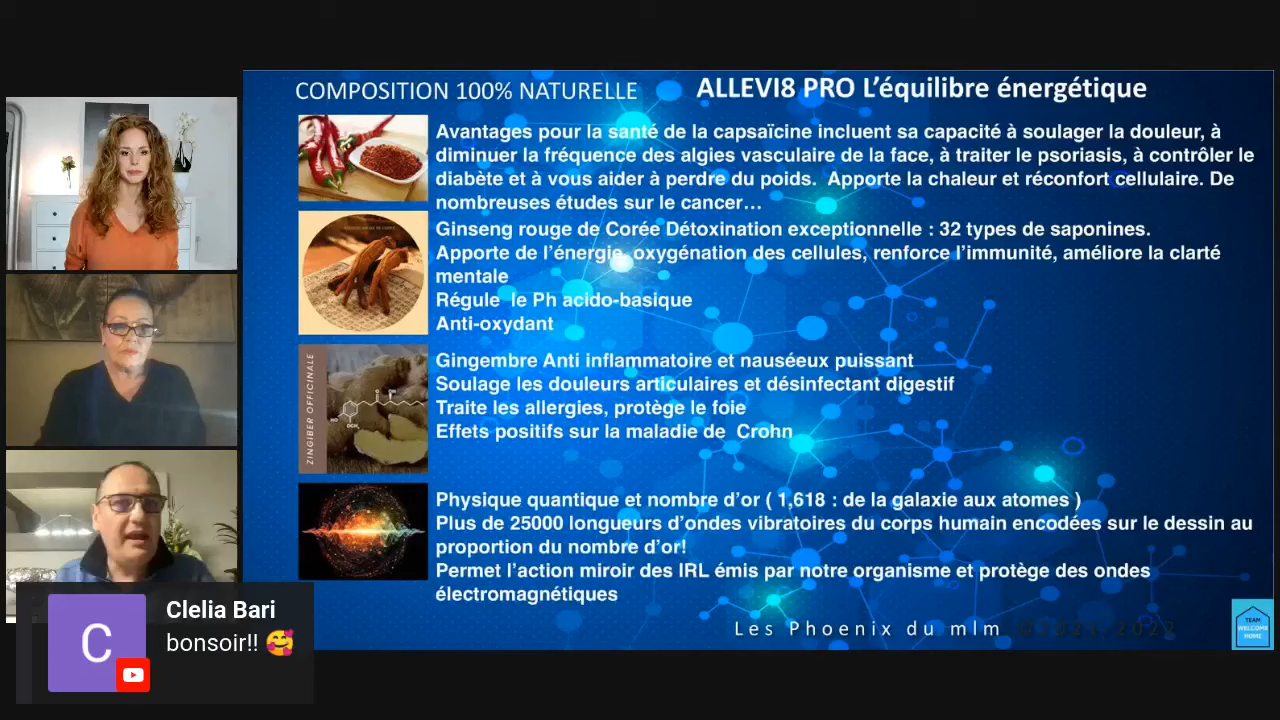 COMPOSITION 100% NATURELLE
ALLEVI8 PRO L'équilibre énergétique
Avantages pour la santé de la capsaïcine incluent sa capacité à soulager la douleur, à
diminuer la fréquence des algies vasculaire de la face, à traiter le psoriasis, à contrôler le
diabète et à vous aider à perdre du poids. Apporte la chaleur et réconfort cellulaire. De
nombreuses études sur le cancer…
Ginseng rouge de Corée Détoxination exceptionnelle : 32 types de saponines.
Apporte de l'énergie, oxygénation des cellules, renforce l'immunité, améliore la clarté
mentale
Régule le Ph acido-basique
Anti-oxydant
ZINGIBER OFFICINALE
Gingembre Anti inflammatoire et nauséeux puissant
Soulage les douleurs articulaires et désinfectant digestif
Traite les allergies, protège le foie
Effets positifs sur la maladie de Crohn
Physique quantique et nombre d'or ( 1,618 : de la galaxie aux atomes )
Plus de 25000 longueurs d'ondes vibratoires du corps humain encodées sur le dessin au
proportion du nombre d'or!
Permet l'action miroir des IRL émis par notre organisme et protège des ondes
électromagnétiques
Les Phoenix du mlm © 2021.2022
TEAM
WELCOME
HOME
C
Clelia Bari
bonsoir!! 🥰